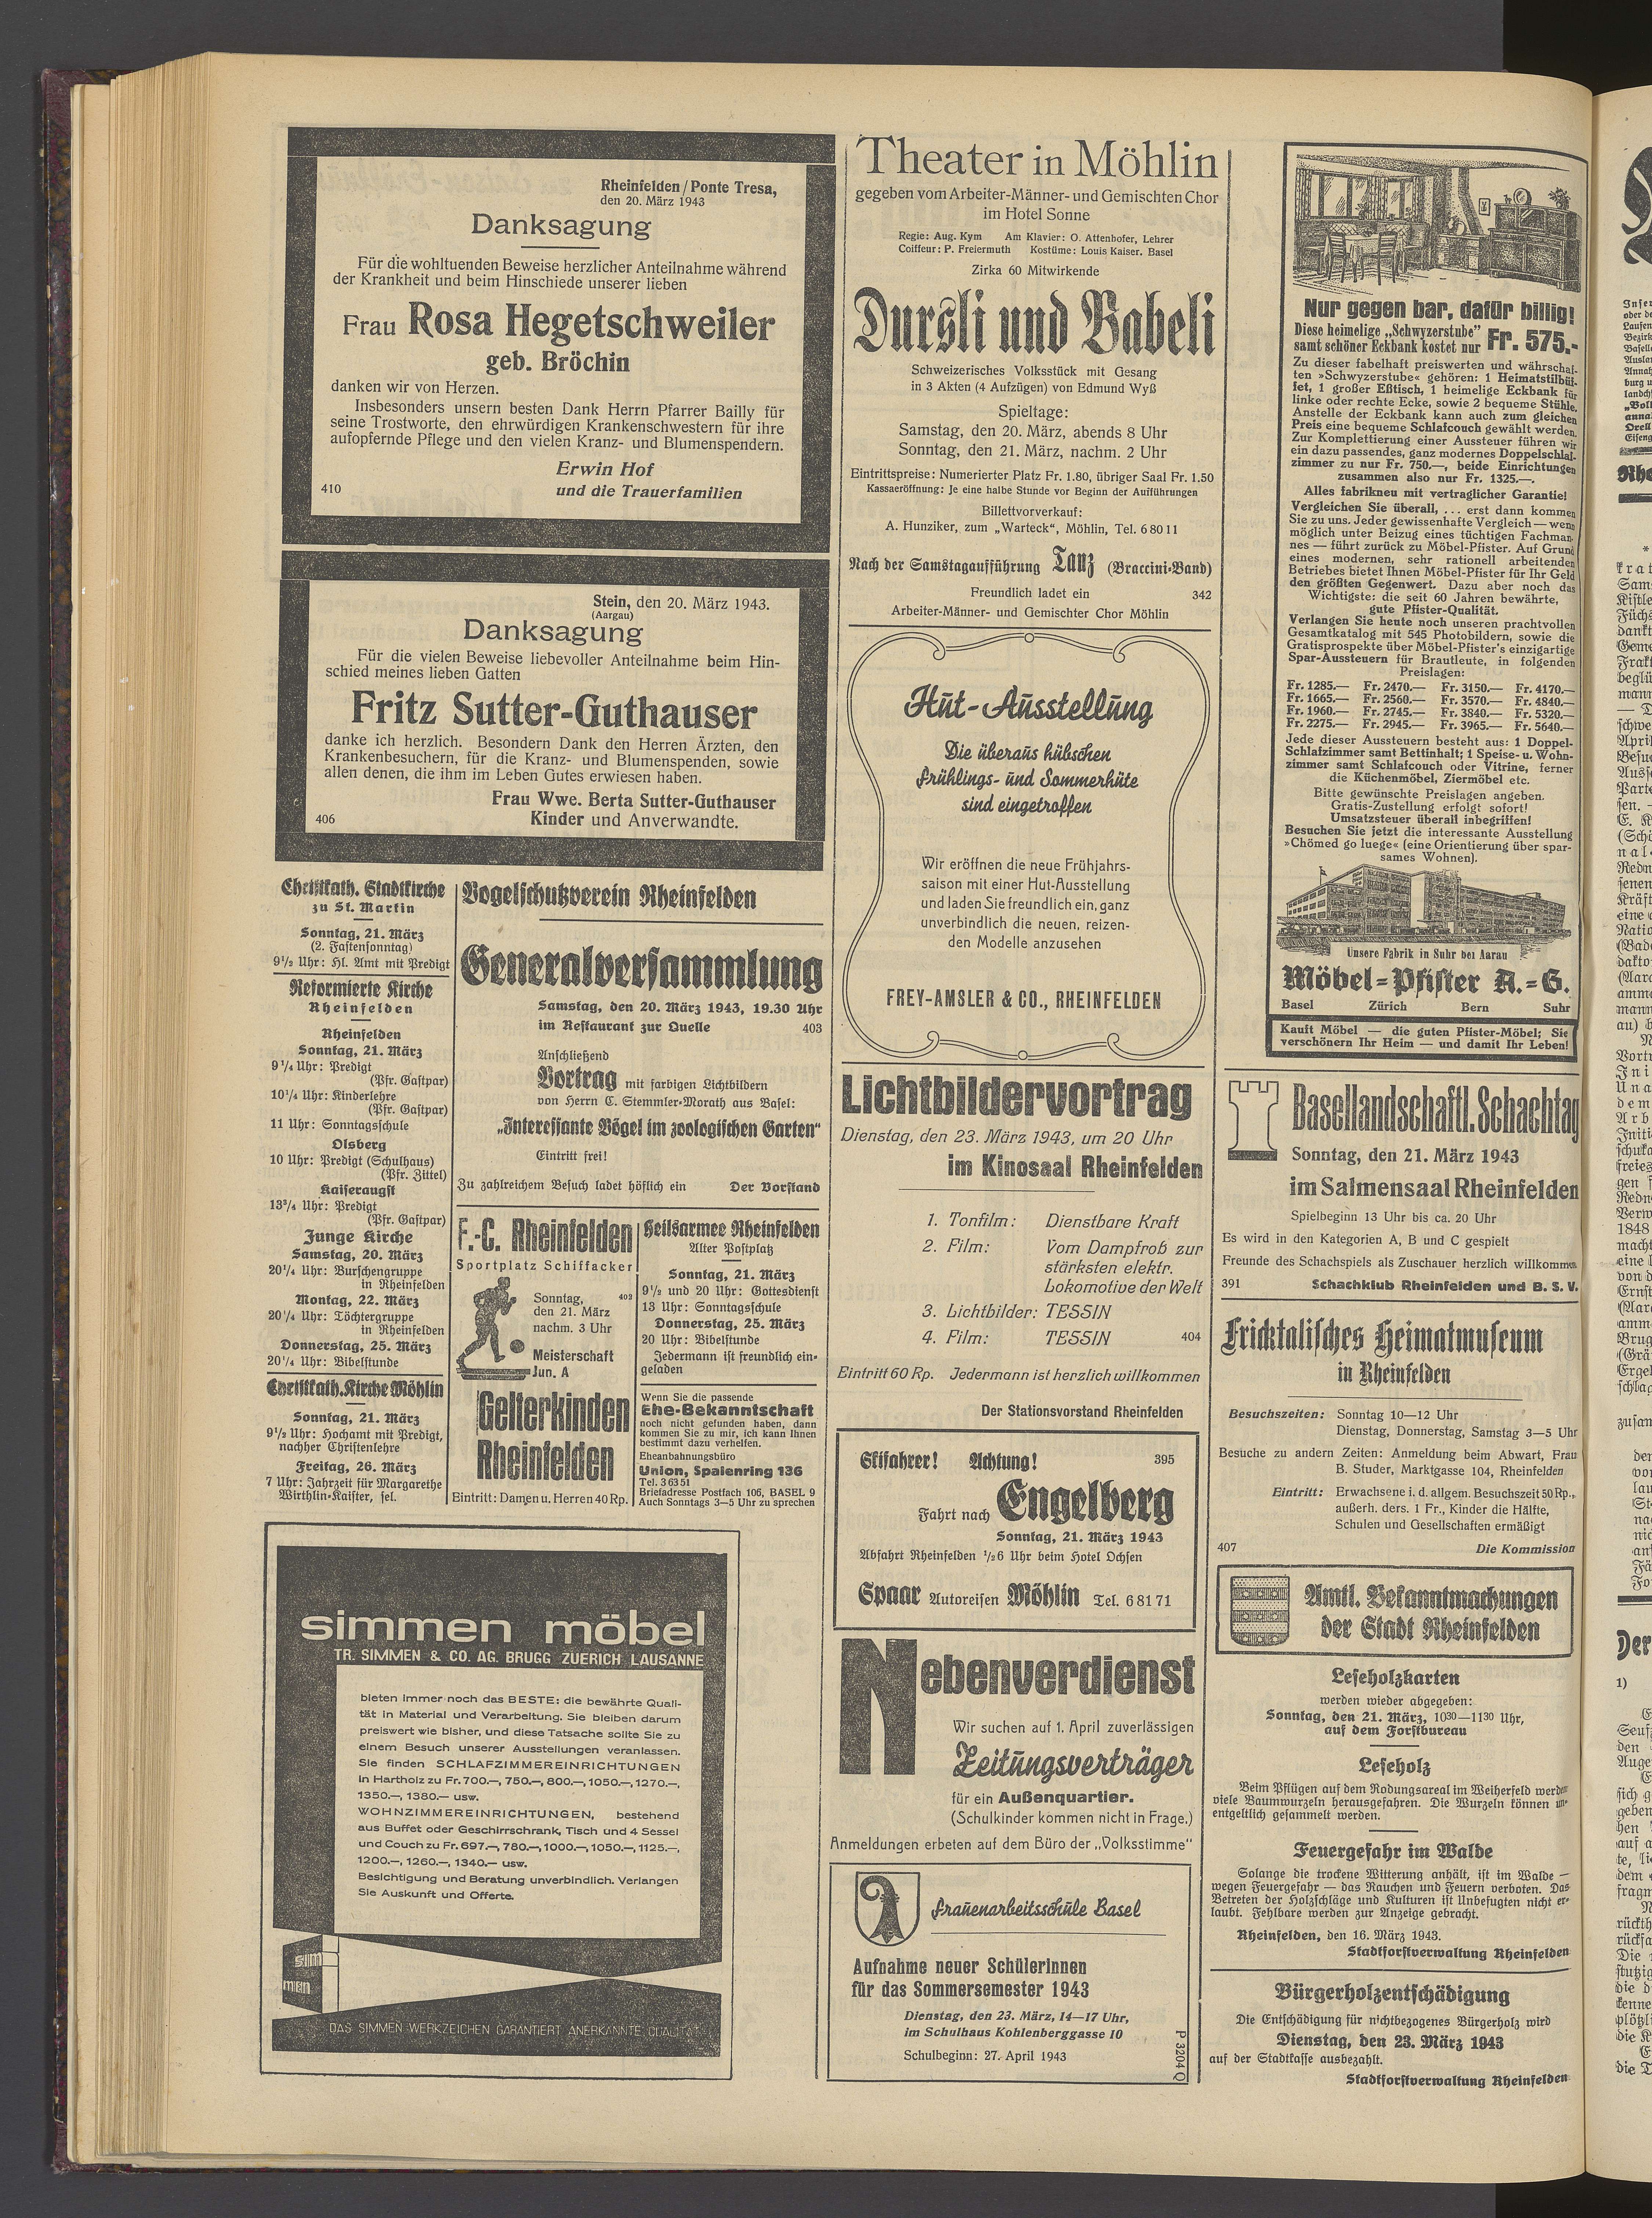 Rheinfelden/Ponte Tresa,
den 20. März 1943
Danksagung
Für die wohltuenden Beweise herzlicher Anteilnahme während
der Krankheit und beim Hinschiede unserer lieben
Frau Rosa Hegetschweiler
geb. Bröchin
danken wir von Herzen.
Insbesonders unsern besten Dank Herrn Pfarrer Bailly für
seine Trostworte, den ehrwürdigen Krankenschwestern für ihre
aufopfernde Pflege und den vielen Kranz- und Blumenspendern.
Erwin Hof
410 und die Trauerfamilien
Stein, den 20. März 1943.
(Aargau)
Danksagung
Für die vielen Beweise liebevoller Anteilnahme beim Hin-
schied meines lieben Gatten
Fritz Sutter-Guthauser
danke ich herzlich. Besondern Dank den Herren Ärzten, den
Krankenbesuchern, für die Kranz- und Blumenspenden, sowie
allen denen, die ihm im Leben Gutes erwiesen haben.
Frau Wwe. Berta Sutter-Guthauser
406 Kinder und Anverwandte.
Christkath. Stadtkirche
zu St. Martin
Sonntag, 21. März
(2. Fastensonntag)
9½ Uhr: Hl. Amt mit Predigt
Reformierte Kirche
Rheinfelden
Rheinfelden
Sonntag, 21. März
9¼ Uhr: Predigt
(Pfr. Gastpar)
10¼ Uhr: Kinderlehre
(Pfr. Gastpar)
11 Uhr: Sonntagsschule
Olsberg
10 Uhr: Predigt (Schulhaus)
(Pfr. Zittel)
Kaiseraugst
13¾ Uhr: Predigt
(Pfr. Gastpar)
Junge Kirche
Samstag, 20. März
20¼ Uhr: Burschengruppe
in Rheinfelden
Montag, 22. März
20¼ Uhr: Töchtergruppe
in Rheinfelden
Donnerstag, 25. März
20¼ Uhr: Bibelstunde
Christkath. Kirche Möhlin
Sonntag, 21. März
9½ Uhr: Hochamt mit Predigt,
nachher Christenlehre
Freitag, 26. März
7 Uhr: Jahrzeit für Margarethe
Wirthlin-Kaister, sel.
Vogelschutzverein Rheinfelden
Generalversammlung
Samstag, den 20. März 1943, 19.30 Uhr
im Restaurant zur Quelle 403
Anschließend
Vortrag mit farbigen Lichtbildern
von Herrn C. Stemmler-Morath aus Basel:
„Interessante Vögel im zoologischen Garten“
Eintritt frei!
Zu zahlreichem Besuch ladet höflich ein Der Vorstand
F.-C. Rheinfelden
Sportplatz Schiffacker
Sonntag, 402
den 21. März
nachm. 3 Uhr
Meisterschaft
Jun. A
Gelterkinden
Rheinfelden
Eintritt: Damen u. Herren 40 Rp.
Heilsarmee Rheinfelden
Alter Postplatz
Sonntag, 21. März
9½ und 20 Uhr: Gottesdienst
13 Uhr: Sonntagsschule
Donnerstag, 25. März
20 Uhr: Bibelstunde
Jedermann ist freundlich ein-
geladen
Wenn Sie die passende
Ehe-Bekanntschaft
noch nicht gefunden haben, dann
kommen Sie zu mir, ich kann Ihnen
bestimmt dazu verhelfen.
Eheanbahnungsbüro
Union, Spalenring 136
Tel. 3 63 51
Briefadresse Postfach 106, BASEL 9
Auch Sonntags 3—5 Uhr zu sprechen
simmen möbel
TR. SIMMEN & CO. AG. BRUGG ZUERICH LAUSANNE
bieten immer noch das BESTE: die bewährte Quali-
tät in Material und Verarbeitung. Sie bleiben darum
preiswert wie bisher, und diese Tatsache sollte Sie zu
einem Besuch unserer Ausstellungen veranlassen.
Sie finden SCHLAFZIMMEREINRICHTUNGEN
in Hartholz zu Fr. 700.—, 750.—, 800.—, 1050.—, 1270.—,
1350.—, 1380.— usw.
WOHNZIMMEREINRICHTUNGEN, bestehend
aus Buffet oder Geschirrschrank, Tisch und 4 Sessel
und Couch zu Fr. 697.—, 780.—, 1000.—, 1050.—, 1125.—,
1200.—, 1260.—, 1340.— usw.
Besichtigung und Beratung unverbindlich. Verlangen
Sie Auskunft und Offerte.
sim
men
DAS SIMMEN-WERKZEICHEN GARANTIERT ANERKANNTE QUALITÄT
Theater in Möhlin
gegeben vom Arbeiter-Männer- und Gemischten Chor
im Hotel Sonne
Regie: Aug. Kym Am Klavier: O. Attenhofer, Lehrer
Coiffeur: P. Freiermuth Kostüme: Louis Kaiser, Basel
Zirka 60 Mitwirkende
Dursli und Babeli
Schweizerisches Volksstück mit Gesang
in 3 Akten (4 Aufzügen) von Edmund Wyß
Spieltage:
Samstag, den 20. März, abends 8 Uhr
Sonntag, den 21. März, nachm. 2 Uhr
Eintrittspreise: Numerierter Platz Fr. 1.80, übriger Saal Fr. 1.50
Kassaeröffnung: Je eine halbe Stunde vor Beginn der Aufführungen
Billettvorverkauf:
A. Hunziker, zum „Warteck“, Möhlin, Tel. 6 80 11
Nach der Samstagaufführung Tanz (Braccini-Band)
Freundlich ladet ein 342
Arbeiter-Männer- und Gemischter Chor Möhlin
Hut-Ausstellung
Die überaus hübschen
Frühlings- und Sommerhüte
sind eingetroffen
Wir eröffnen die neue Frühjahrs-
saison mit einer Hut-Ausstellung
und laden Sie freundlich ein, ganz
unverbindlich die neuen, reizen-
den Modelle anzusehen
FREY-AMSLER & CO., RHEINFELDEN
Lichtbildervortrag
Dienstag, den 23. März 1943, um 20 Uhr
im Kinosaal Rheinfelden
1. Tonfilm: Dienstbare Kraft
2. Film: Vom Dampfroß zur
stärksten elektr.
Lokomotive der Welt
3. Lichtbilder: TESSIN
4. Film: TESSIN 404
Eintritt 60 Rp. Jedermann ist herzlich willkommen
Der Stationsvorstand Rheinfelden
Skifahrer! Achtung! 395
Fahrt nach Engelberg
Sonntag, 21. März 1943
Abfahrt Rheinfelden ½6 Uhr beim Hotel Ochsen
Spaar Autoreisen Möhlin Tel. 6 81 71
Nebenverdienst
Wir suchen auf 1. April zuverlässigen
Zeitungsverträger
für ein Außenquartier.
(Schulkinder kommen nicht in Frage.)
Anmeldungen erbeten auf dem Büro der „Volksstimme“
Frauenarbeitsschule Basel
Aufnahme neuer Schülerinnen
für das Sommersemester 1943
Dienstag, den 23. März, 14—17 Uhr,
im Schulhaus Kohlenberggasse 10
Schulbeginn: 27. April 1943
P 3204 Q
Nur gegen bar, dafür billig!
Diese heimelige „Schwyzerstube“
samt schöner Eckbank kostet nur Fr. 575.-
Zu dieser fabelhaft preiswerten und währschaf-
ten »Schwyzerstube« gehören: 1 Heimatstilbüf-
fet, 1 großer Eßtisch, 1 heimelige Eckbank für
linke oder rechte Ecke, sowie 2 bequeme Stühle.
Anstelle der Eckbank kann auch zum gleichen
Preis eine bequeme Schlafcouch gewählt werden.
Zur Komplettierung einer Aussteuer führen wir
ein dazu passendes, ganz modernes Doppelschlaf-
zimmer zu nur Fr. 750.—, beide Einrichtungen
zusammen also nur Fr. 1325.—.
Alles fabrikneu mit vertraglicher Garantie!
Vergleichen Sie überall, ... erst dann kommen
Sie zu uns. Jeder gewissenhafte Vergleich — wenn
möglich unter Beizug eines tüchtigen Fachman-
nes — führt zurück zu Möbel-Pfister. Auf Grund
eines modernen, sehr rationell arbeitenden
Betriebes bietet Ihnen Möbel-Pfister für Ihr Geld
den größten Gegenwert. Dazu aber noch das
Wichtigste: die seit 60 Jahren bewährte,
gute Pfister-Qualität.
Verlangen Sie heute noch unseren prachtvollen
Gesamtkatalog mit 545 Photobildern, sowie die
Gratisprospekte über Möbel-Pfister's einzigartige
Spar-Aussteuern für Brautleute, in folgenden
Preislagen:
Fr. 1285.— Fr. 2470.— Fr. 3150.— Fr. 4170.—
Fr. 1665.— Fr. 2560.— Fr. 3570.— Fr. 4840.—
Fr. 1960.— Fr. 2745.— Fr. 3840.— Fr. 5320.—
Fr. 2275.— Fr. 2945.— Fr. 3965.— Fr. 5640.—
Jede dieser Aussteuern besteht aus: 1 Doppel-
Schlafzimmer samt Bettinhalt; 1 Speise- u. Wohn-
zimmer samt Schlafcouch oder Vitrine, ferner
die Küchenmöbel, Ziermöbel etc.
Bitte gewünschte Preislagen angeben.
Gratis-Zustellung erfolgt sofort!
Umsatzsteuer überall inbegriffen!
Besuchen Sie jetzt die interessante Ausstellung
»Chömed go luege« (eine Orientierung über spar-
sames Wohnen).
Unsere Fabrik in Suhr bei Aarau
Möbel-Pfister A.-G.
Basel Zürich Bern Suhr
Kauft Möbel — die guten Pfister-Möbel; Sie
verschönern Ihr Heim — und damit Ihr Leben!
Basellandschaftl. Schachtag
Sonntag, den 21. März 1943
im Salmensaal Rheinfelden
Spielbeginn 13 Uhr bis ca. 20 Uhr
Es wird in den Kategorien A, B und C gespielt
Freunde des Schachspiels als Zuschauer herzlich willkommen
391 Schachklub Rheinfelden und B. S. V.
Fricktalisches Heimatmuseum
in Rheinfelden
Besuchszeiten: Sonntag 10—12 Uhr
Dienstag, Donnerstag, Samstag 3—5 Uhr
Besuche zu andern Zeiten: Anmeldung beim Abwart, Frau
B. Studer, Marktgasse 104, Rheinfelden
Eintritt: Erwachsene i. d. allgem. Besuchszeit 50 Rp.,
außerh. ders. 1 Fr., Kinder die Hälfte,
Schulen und Gesellschaften ermäßigt
407 Die Kommission
Amtl. Bekanntmachungen
der Stadt Rheinfelden
Leseholzkarten
werden wieder abgegeben:
Sonntag, den 21. März, 10³⁰—11³⁰ Uhr,
auf dem Forstbureau
Leseholz
Beim Pflügen auf dem Rodungsareal im Weiherfeld werden
viele Baumwurzeln herausgefahren. Die Wurzeln können un-
entgeltlich gesammelt werden.
Feuergefahr im Walde
Solange die trockene Witterung anhält, ist im Walde —
wegen Feuergefahr — das Rauchen und Feuern verboten. Das
Betreten der Holzschläge und Kulturen ist Unbefugten nicht er-
laubt. Fehlbare werden zur Anzeige gebracht.
Rheinfelden, den 16. März 1943.
Stadtforstverwaltung Rheinfelden
Bürgerholzentschädigung
Die Entschädigung für nichtbezogenes Bürgerholz wird
Dienstag, den 23. März 1943
auf der Stadtkasse ausbezahlt.
Stadtforstverwaltung Rheinfelden